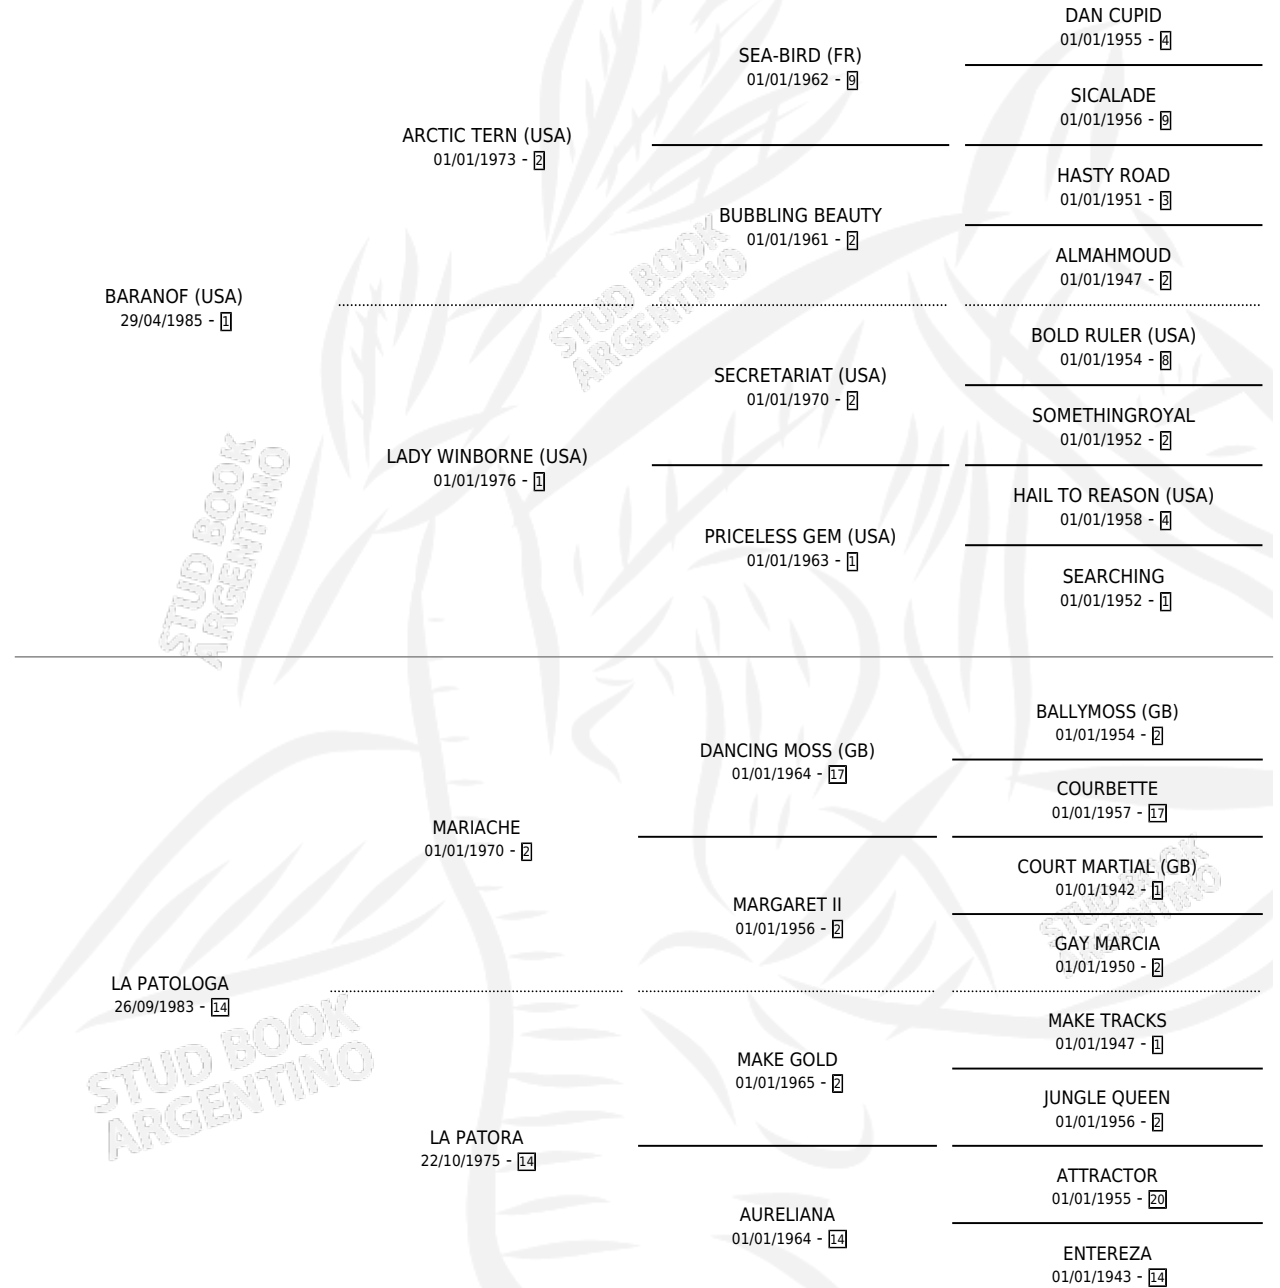 DAN CUPID
01/01/1955 - 4
SEA-BIRD (FR)
01/01/1962 - 9
SICALADE
01/01/1956 - 9
ARCTIC TERN (USA)
01/01/1973 - 2
HASTY ROAD
01/01/1951 - 3
BUBBLING BEAUTY
01/01/1961 - 2
ALMAHMOUD
01/01/1947 - 2
BARANOF (USA)
29/04/1985 - 1
STUD BOOK
ARGENTINO
BOLD RULER (USA)
01/01/1954 - 8
SECRETARIAT (USA)
01/01/1970 - 2
SOMETHINGROYAL
01/01/1952 - 2
LADY WINBORNE (USA)
01/01/1976 - 1
HAIL TO REASON (USA)
01/01/1958 - 4
PRICELESS GEM (USA)
01/01/1963 - 1
SEARCHING
01/01/1952 - 1
STUD BOOK
ARGENTINO
BALLYMOSS (GB)
01/01/1954 - 2
DANCING MOSS (GB)
01/01/1964 - 17
COURBETTE
01/01/1957 - 17
MARIACHE
01/01/1970 - 2
COURT MARTIAL (GB)
01/01/1942 - 1
MARGARET II
01/01/1956 - 2
GAY MARCIA
01/01/1950 - 2
STUD BOOK
ARGENTINO
LA PATOLOGA
26/09/1983 - 14
MAKE TRACKS
01/01/1947 - 1
MAKE GOLD
01/01/1965 - 2
JUNGLE QUEEN
01/01/1956 - 2
STUD BOOK
ARGENTINO
LA PATORA
22/10/1975 - 14
ATTRACTOR
01/01/1955 - 20
AURELIANA
01/01/1964 - 14
ENTEREZA
01/01/1943 - 14